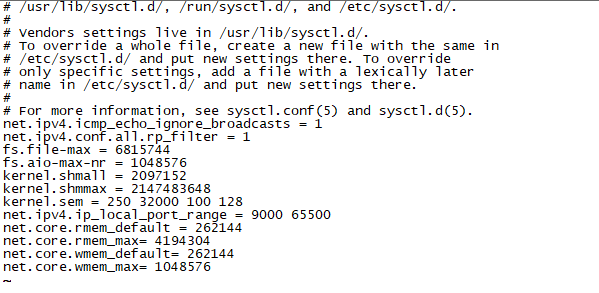 # /usr/lib/sysctl.d/, /run/sysctl.d/, and /etc/sysctl.d/.
#
# Vendors settings live in /usr/lib/sysctl.d/.
# To override a whole file, create a new file with the same in
# /etc/sysctl.d/ and put new settings there. To override
# only specific settings, add a file with a lexically later
# name in /etc/sysctl.d/ and put new settings there.
#
# For more information, see sysctl.conf(5) and sysctl.d(5).
net.ipv4.icmp_echo_ignore_broadcasts = 1
net.ipv4.conf.all.rp_filter = 1
fs.file-max = 6815744
fs.aio-max-nr = 1048576
kernel.shmall = 2097152
kernel.shmmax = 2147483648
kernel.sem = 250 32000 100 128
net.ipv4.ip_local_port_range = 9000 65500
net.core.rmem_default = 262144
net.core.rmem_max= 4194304
net.core.wmem_default= 262144
net.core.wmem_max= 1048576
~